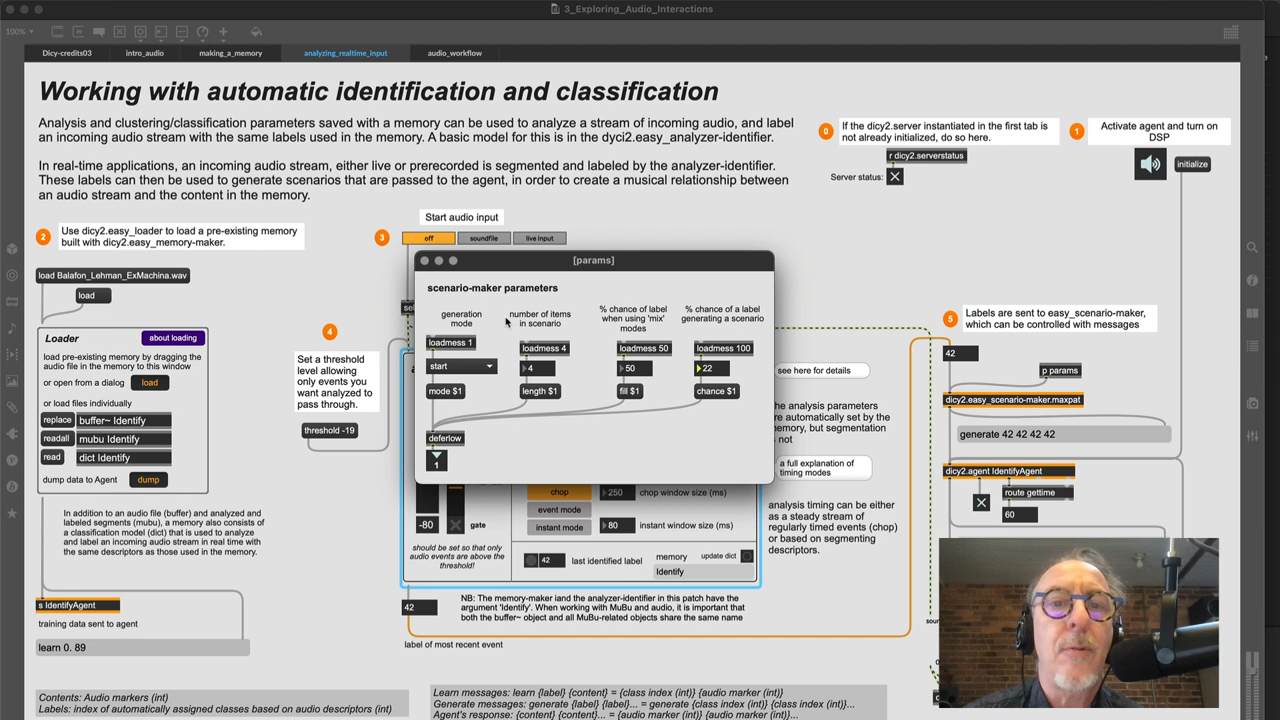 3_Exploring_Audio_Interactions
100%
Dicy-credits03
intro_audio
making_a_memory
analyzing_realtime_input
audio_workflow
Working with automatic identification and classification
Analysis and clustering/classification parameters saved with a memory can be used to analyze a stream of incoming audio, and label
an incoming audio stream with the same labels used in the memory. A basic model for this is in the dyci2.easy_analyzer-identifier.
In real-time applications, n incoming audio stream, either live or prerecorded is segmented and labeled by the analyzer-identifier.
These labels can then be used to generate scenarios that are passed to the agent, in order to create a musical relationship between
an audio stream and the content in the memory.
0
If the dicy2.server instantiated in the first tab is
not already initialized, do so here.
r dicy2.serverstatus
Server status:
1
Activate agent and turn on
DSP
initialize
2
Use dicy2.easy_loader to load a pre-existing memory
built with dicy2.easy_memory-maker.
load Balafon_Lehman_ExMachina.wav
load
Loader
about loading
load pre-existing memory by dragging the
audio file in the memory to this window
or open from a dialog
load
or load files individually
replace
buffer~ Identify
readall
mubu Identify
read
dict Identify
dump data to Agent
dump
In addition to an audio file (buffer) and analyzed and
labeled segments (mubu), a memory also consists of
a classification model (dict) that is used to analyze
and label an incoming audio stream in real time with
the same descriptors as those used in the memory.
s IdentifyAgent
training data sent to agent
learn 0. 89
Start audio input
3
off
soundfile
live input
4
Set a threshold
level allowing
only events you
want analyzed to
pass through.
threshold -19
[params]
scenario-maker parameters
generation
mode
number of items
in scenario
% chance of label
when using 'mix'
modes
% chance of a label
generating a scenario
loadmess 1
loadmess 4
loadmess 50
loadmess 100
start
4
50
22
mode $1
length $1
fill $1
chance $1
deferlow
1
see here for details
he analysis parameters
re automatically set by the
emory, but segmentation
s not
a full explanation of
timing modes
analysis timing can be either
as a steady stream of
regularly timed events (chop)
or based on segmenting
descriptors.
chop
250
chop window size (ms)
event mode
instant mode
80
instant window size (ms)
-80
gate
should be set so that only
audio events are above the
threshold!
42
last identified label
memory
update dict
Identify
42
NB: The memory-maker iand the analyzer-identifier in this patch have the
argument 'Identify'. When working with MuBu and audio, it is important that
both the buffer~ object and all MuBu-related objects share the same name
label of most recent event
5
Labels are sent to easy_scenario-maker,
which can be controlled with messages
42
p params
dicy2.easy_scenario-maker.maxpat
generate 42 42 42 42
dicy2.agent IdentifyAgent
route gettime
60
Contents: Audio markers (int)
Labels: index of automatically assigned classes based on audio descriptors (int)
Learn messages: learn {label} {content} = {class index (int)} {audio marker (int)}
Generate messages: generate {label} {label}... = generate {class index (int)} {class index (int)}...
Agent's response: {content} {content}... = {audio marker (int)} {audio marker (int)}...